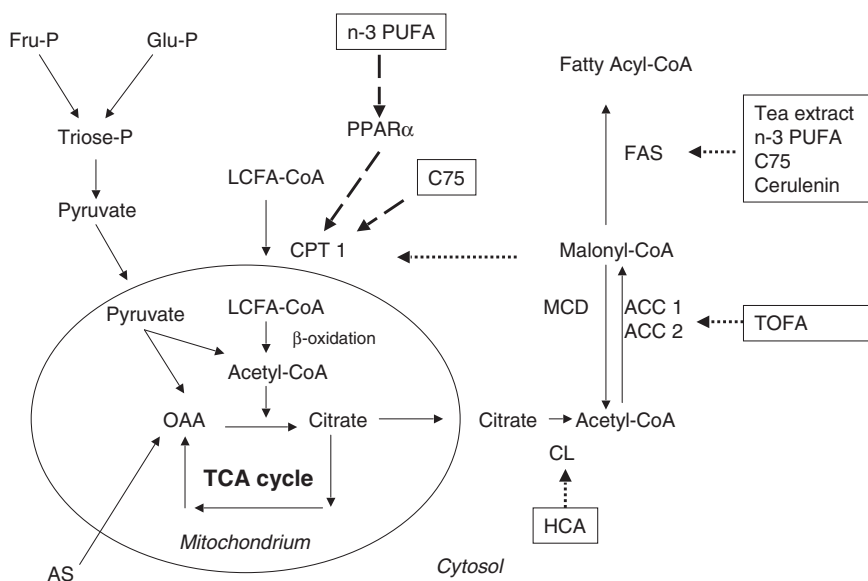 n-3 PUFA
Fru-P
Glu-P
Fatty Acyl-CoA
Tea extract
n-3 PUFA
C75
Cerulenin
Triose-P
PPARα
FAS
LCFA-CoA
C75
Pyruvate
CPT 1
Malonyl-CoA
Pyruvate
LCFA-CoA
β-oxidation
MCD
ACC 1
ACC 2
TOFA
Acetyl-CoA
OAA
Citrate
Citrate
Acetyl-CoA
CL
TCA cycle
HCA
Mitochondrium
Cytosol
AS